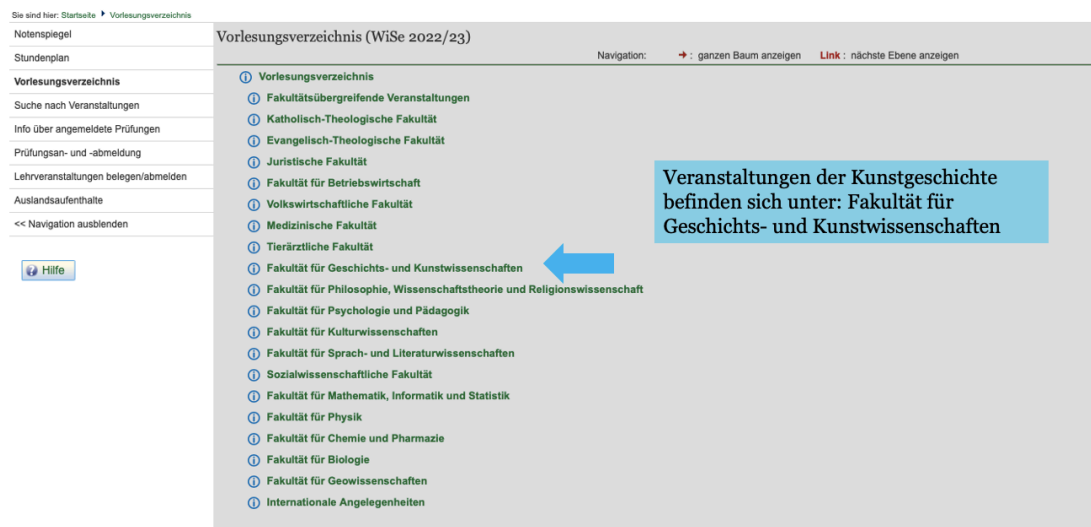 Sie sind hier: Startseite Vorlesungsverzeichnis
Notenspiegel
Stundenplan
Vorlesungsverzeichnis
Suche nach Veranstaltungen
Info über angemeldete Prüfungen
Prüfungsan- und -abmeldung
Lehrveranstaltungen belegen/abmelden
Auslandsaufenthalte
<< Navigation ausblenden
Hilfe
Vorlesungsverzeichnis (WiSe 2022/23)
Navigation: ➔ : ganzen Baum anzeigen Link : nächste Ebene anzeigen
Vorlesungsverzeichnis
Fakultätsübergreifende Veranstaltungen
Katholisch-Theologische Fakultät
Evangelisch-Theologische Fakultät
Juristische Fakultät
Fakultät für Betriebswirtschaft
Volkswirtschaftliche Fakultät
Medizinische Fakultät
Tierärztliche Fakultät
Fakultät für Geschichts- und Kunstwissenschaften
Fakultät für Philosophie, Wissenschaftstheorie und Religionswissenschaft
Fakultät für Psychologie und Pädagogik
Fakultät für Kulturwissenschaften
Fakultät für Sprach- und Literaturwissenschaften
Sozialwissenschaftliche Fakultät
Fakultät für Mathematik, Informatik und Statistik
Fakultät für Physik
Fakultät für Chemie und Pharmazie
Fakultät für Biologie
Fakultät für Geowissenschaften
Internationale Angelegenheiten
Veranstaltungen der Kunstgeschichte
befinden sich unter: Fakultät für
Geschichts- und Kunstwissenschaften